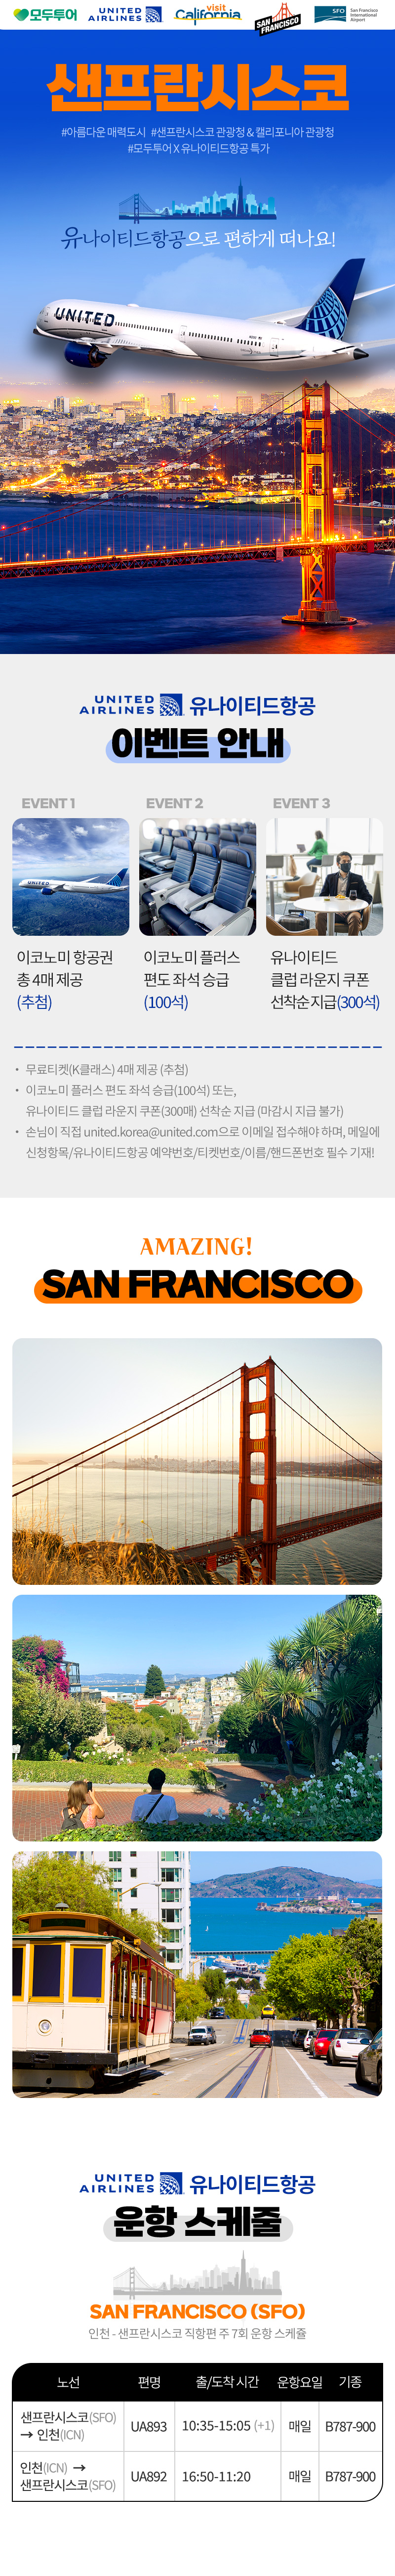 모두투어 UNITED AIRLINES visit California SAN FRANCISCO SFO San Francisco International Airport
샌프란시스코
#아름다운 매력도시 #샌프란시스코 관광청 & 캘리포니아 관광청
#모두투어 X 유나이티드항공 특가
유나이티드항공으로 편하게 떠나요!
UNITED
UNITED AIRLINES 유나이티드항공
이벤트 안내
EVENT 1
UNITED
이코노미 항공권
총 4매 제공
(추첨)
EVENT 2
이코노미 플러스
편도 좌석 승급
(100석)
EVENT 3
유나이티드
클럽 라운지 쿠폰
선착순 지급(300석)
• 무료티켓(K클래스) 4매 제공 (추첨)
• 이코노미 플러스 편도 좌석 승급(100석) 또는,
유나이티드 클럽 라운지 쿠폰(300매) 선착순 지급 (마감시 지급 불가)
• 손님이 직접 united.korea@united.com으로 이메일 접수해야 하며, 메일에
신청항목/유나이티드항공 예약번호/티켓번호/이름/핸드폰번호 필수 기재!
AMAZING!
SAN FRANCISCO
UNITED AIRLINES 유나이티드항공
운항 스케줄
SAN FRANCISCO (SFO)
인천 - 샌프란시스코 직항편 주 7회 운항 스케줄
노선 편명 출/도착 시간 운항요일 기종
샌프란시스코(SFO)
→ 인천(ICN) UA893 10:35-15:05 (+1) 매일 B787-900
인천(ICN) →
샌프란시스코(SFO) UA892 16:50-11:20 매일 B787-900